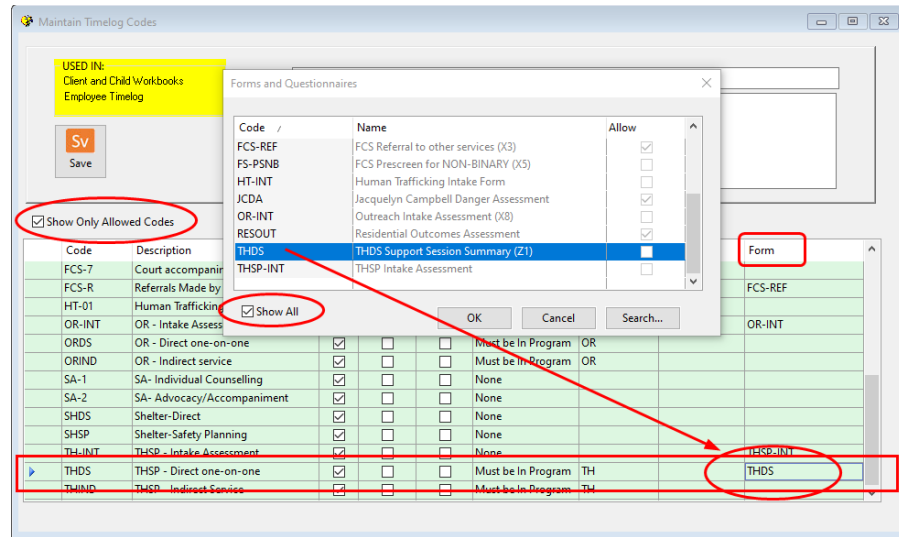 Maintain Timelog Codes
USED IN:
Client and Child Workbooks
Employee Timelog
Sv
Save
Forms and Questionnaires
Code / Name Allow
FCS-REF FCS Referral to other services (X3)
FS-PSNB FCS Prescreen for NON-BINARY (X5)
HT-INT Human Trafficking Intake Form
JCDA Jacquelyn Campbell Danger Assessment
OR-INT Outreach Intake Assessment (X8)
RESOUT Residential Outcomes Assessment
THDS THDS Support Session Summary (Z1)
THSP-INT THSP Intake Assessment
Show All
OK Cancel Search...
Show Only Allowed Codes
Code Description Form
FCS-7 Court accompanim
FCS-R Referrals Made by FCS-REF
HT-01 Human Trafficking
OR-INT OR - Intake Assess OR-INT
ORDS OR - Direct one-on-one Must be In Program OR
ORIND OR - Indirect service Must be In Program OR
SA-1 SA- Individual Counselling None
SA-2 SA- Advocacy/Accompaniment None
SHDS Shelter-Direct None
SHSP Shelter-Safety Planning None
TH-INT THSP - Intake Assessment None THSP-INT
THDS THSP - Direct one-on-one Must be In Program TH THDS
THIND THSP - Indirect Service Must be In Program TH